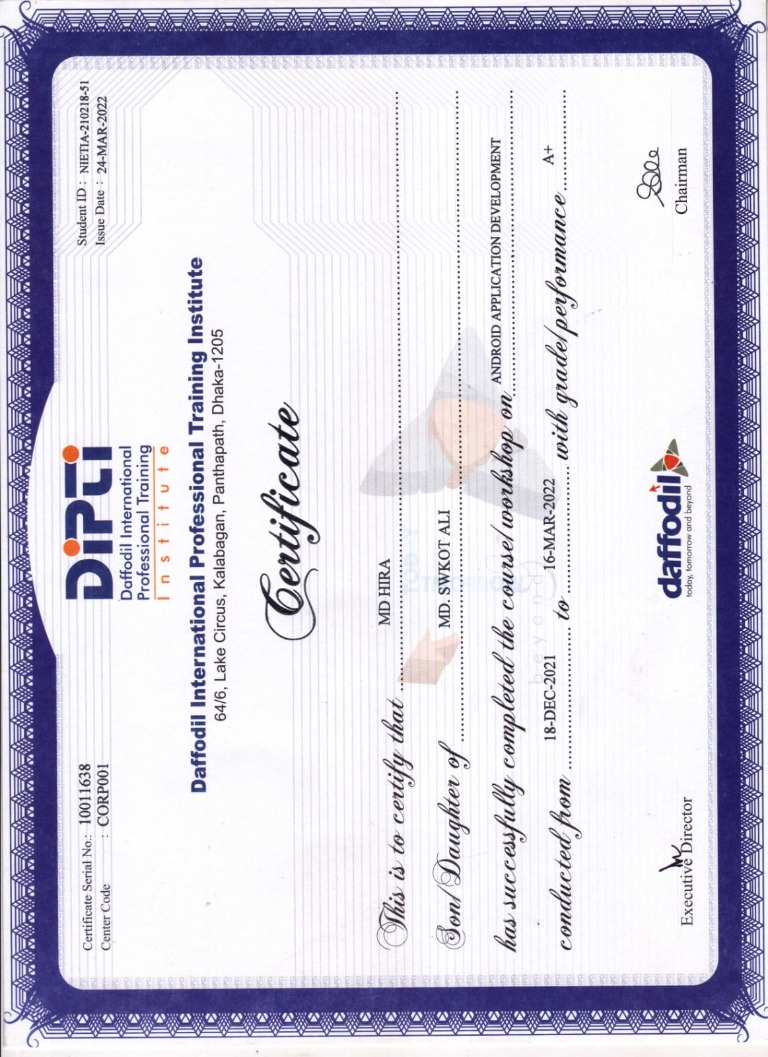 Certificate Serial No.: 10011638
Center Code : CORP001
Student ID : NIETIA-210218-51
Issue Date : 24-MAR-2022
DIPTI
Daffodil International
Professional Training
Institute
Daffodil International Professional Training Institute
64/6, Lake Circus, Kalabagan, Panthapath, Dhaka-1205
Certificate
This is to certify that MD HIRA
Son/Daughter of MD. SWKOT ALI
has successfully completed the course/workshop on ANDROID APPLICATION DEVELOPMENT
conducted from 18-DEC-2021 to 16-MAR-2022 with grade/performance A+
Executive Director
daffodil
today, tomorrow and beyond
Chairman